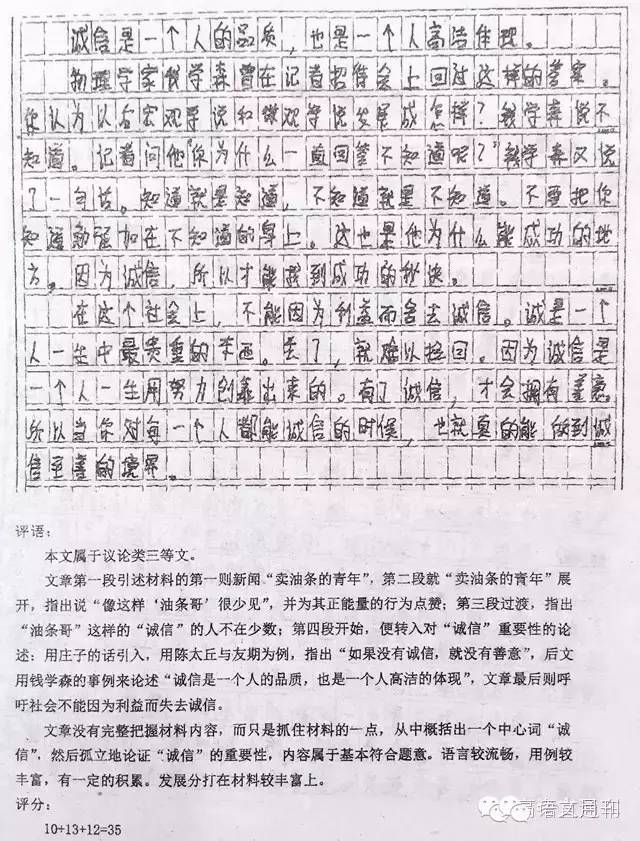 诚信是一个人的品质，也是一个人高洁体现。
物理学家钱学森曾在记者招待会上回过这样的答案。
你认为以后宏观学说和微观学说发展成怎样？钱学森说不
知道。记者问他“你为什么一直回答不知道呢？”钱学森又说
了一句话。知道就是知道，不知道就是不知道。不要把你
知道勉强加在不知道的身上。这也是他为什么能成功的地
方。因为诚信，所以才能找到成功的秘诀。
在这个社会上，不能因为利益而舍去诚信。诚是一个
人一生中最贵重的东西。丢了，就难以捡回。因为诚信是
一个人一生用努力创造出来的。有了诚信，才会拥有善意。
所以当你对每一个人都能诚信的时候，也就真的能做到诚
信至善的境界。
评语：
本文属于议论类三等文。
文章第一段引述材料的第一则新闻“卖油条的青年”，第二段就“卖油条的青年”展
开，指出说“像这样‘油条哥’很少见”，并为其正能量的行为点赞；第三段过渡，指出
“油条哥”这样的“诚信”的人不在少数；第四段开始，便转入对“诚信”重要性的论
述：用庄子的话引入，用陈太丘与友期为例，指出“如果没有诚信，就没有善意”，后文
用钱学森的事例来论述“诚信是一个人的品质，也是一个人高洁的体现”，文章最后则呼
吁社会不能因为利益而失去诚信。
文章没有完整把握材料内容，而只是抓住材料的一点，从中概括出一个中心词“诚
信”，然后孤立地论证“诚信”的重要性，内容属于基本符合题意。语言较流畅，用例较
丰富，有一定的积累。发展分打在材料较丰富上。
评分：
10+13+12=35